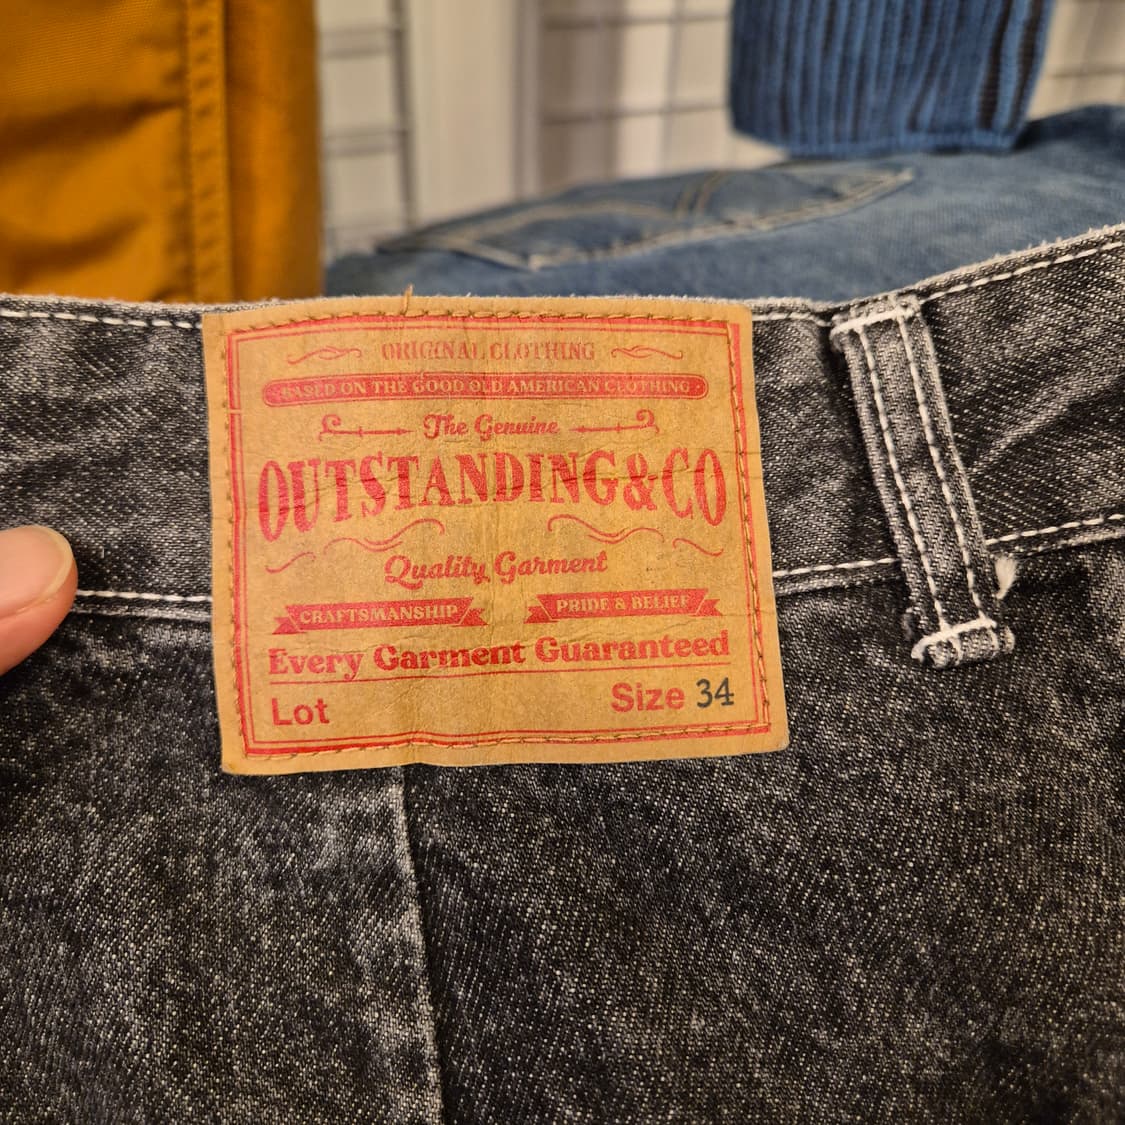 ORIGINAL CLOTHING
BASED ON THE GOOD OLD AMERICAN CLOTHING
The Genuine
OUTSTANDING&CO
Quality Garment
CRAFTSMANSHIP PRIDE & BELIEF
Every Garment Guaranteed
Lot Size 34